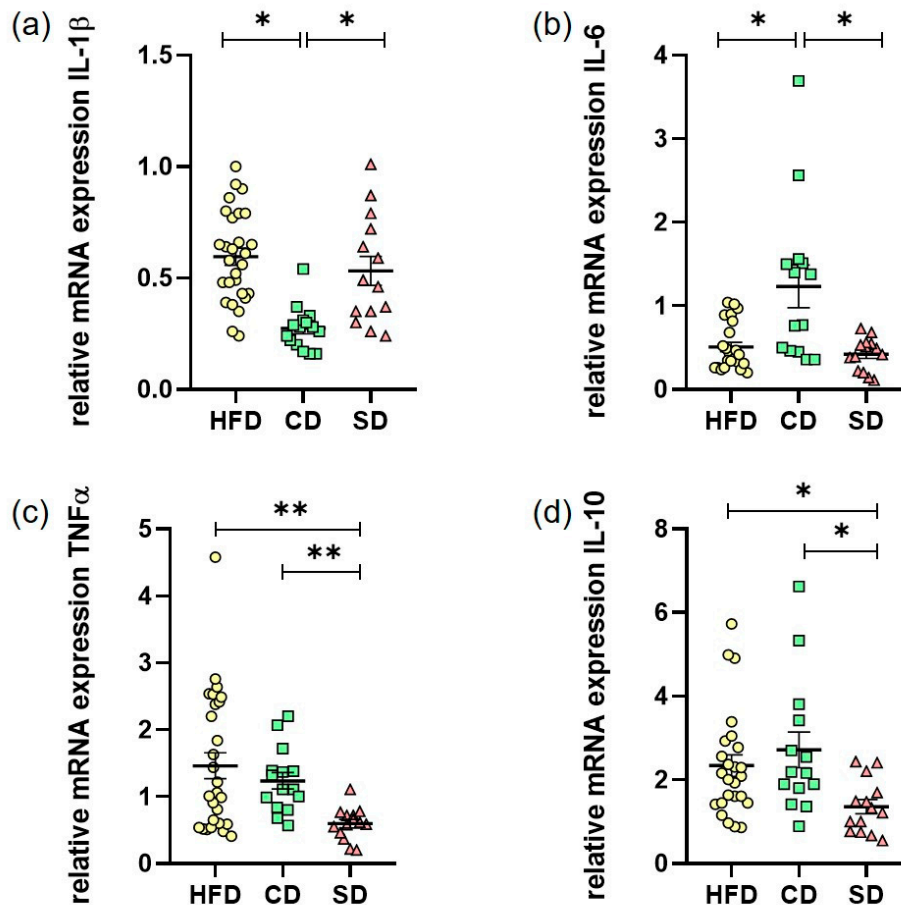 (a)
relative mRNA expression IL-1β
* *
1.5
1.0
0.5
0.0
HFD CD SD
(b)
relative mRNA expression IL-6
* *
4
3
2
1
0
HFD CD SD
(c)
relative mRNA expression TNFα
**
**
5
4
3
2
1
0
HFD CD SD
(d)
relative mRNA expression IL-10
*
*
8
6
4
2
0
HFD CD SD